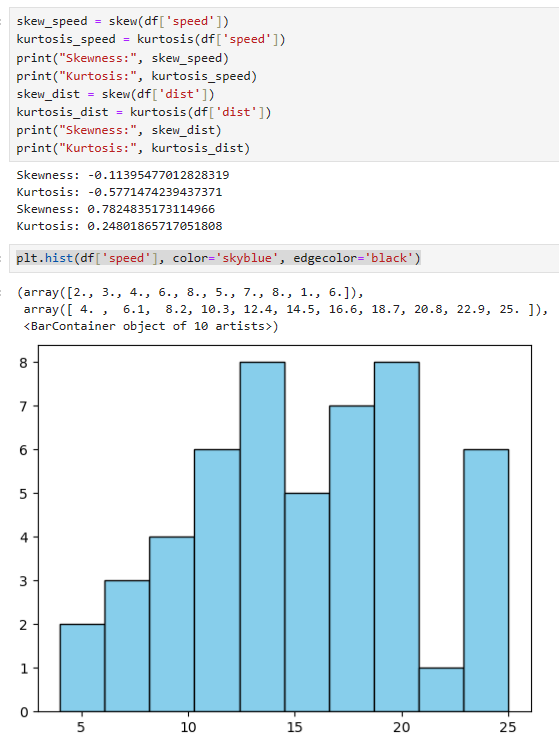 skew_speed = skew(df['speed'])
kurtosis_speed = kurtosis(df['speed'])
print("Skewness:", skew_speed)
print("Kurtosis:", kurtosis_speed)
skew_dist = skew(df['dist'])
kurtosis_dist = kurtosis(df['dist'])
print("Skewness:", skew_dist)
print("Kurtosis:", kurtosis_dist)
Skewness: -0.11395477012828319
Kurtosis: -0.5771474239437371
Skewness: 0.7824835173114966
Kurtosis: 0.24801865717051808
plt.hist(df['speed'], color='skyblue', edgecolor='black')
(array([2., 3., 4., 6., 8., 5., 7., 8., 1., 6.]),
array([ 4. , 6.1, 8.2, 10.3, 12.4, 14.5, 16.6, 18.7, 20.8, 22.9, 25. ]),
<BarContainer object of 10 artists>)
8
7
6
5
4
3
2
1
0
5 10 15 20 25